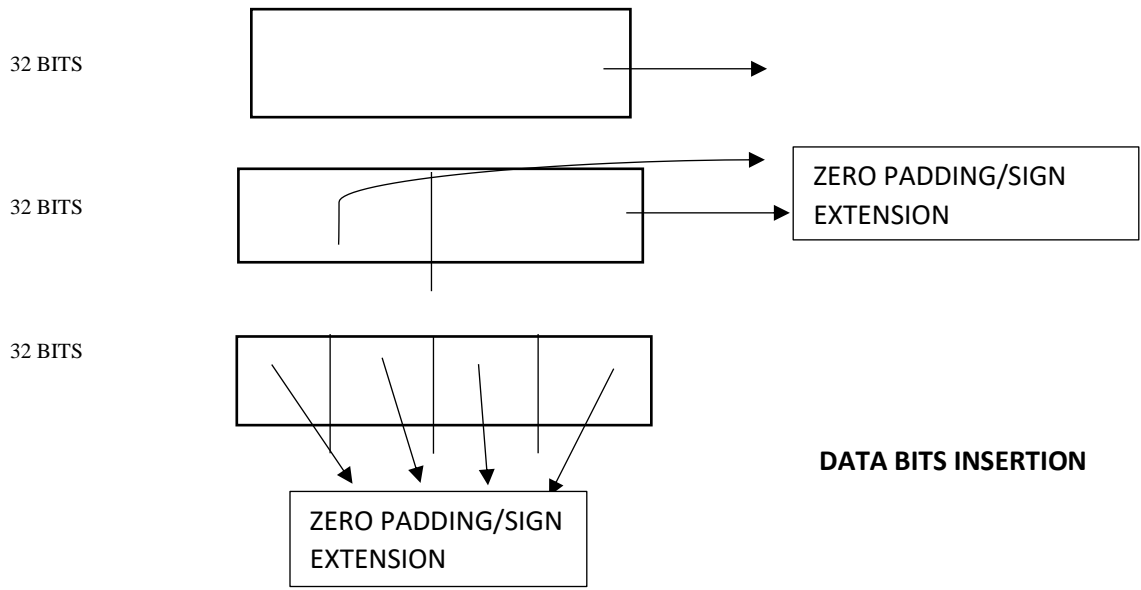 32 BITS
32 BITS
ZERO PADDING/SIGN
EXTENSION
32 BITS
DATA BITS INSERTION
ZERO PADDING/SIGN
EXTENSION